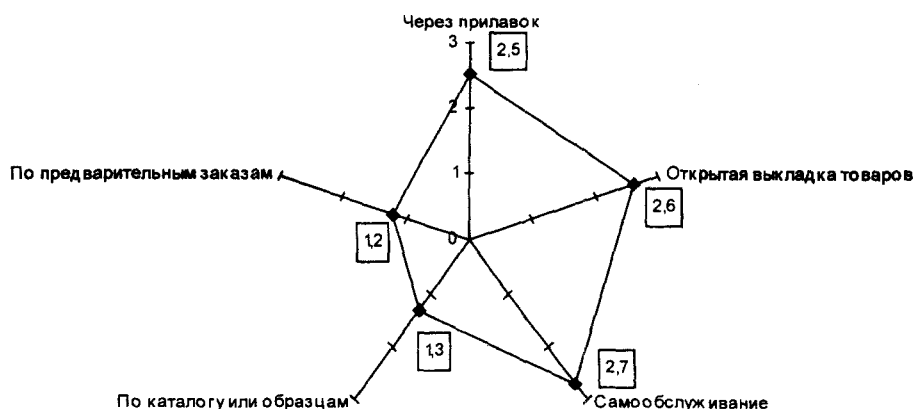 Через прилавок
3
2,5
2
По предварительным заказам
1
Открытая выкладка товаров
2,6
1,2
0
1,3
2,7
По каталогу или образцам
Самообслуживание